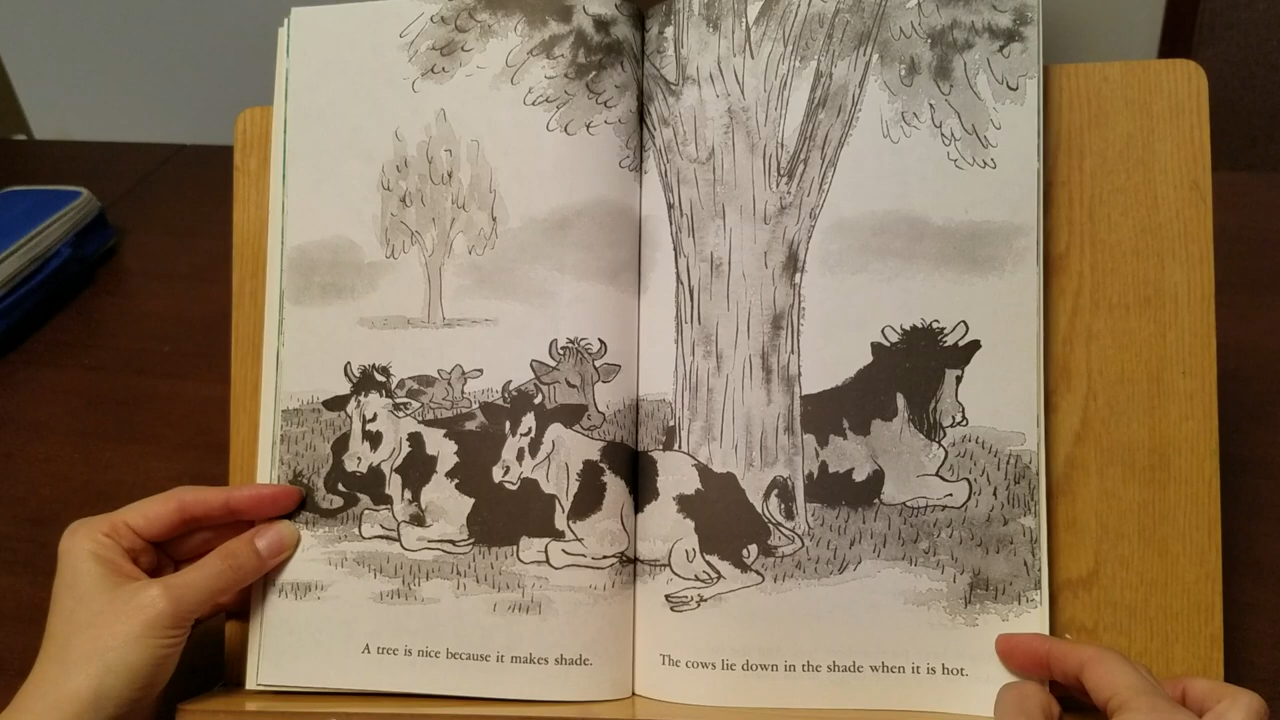 A tree is nice because it makes shade.
The cows lie down in the shade when it is hot.